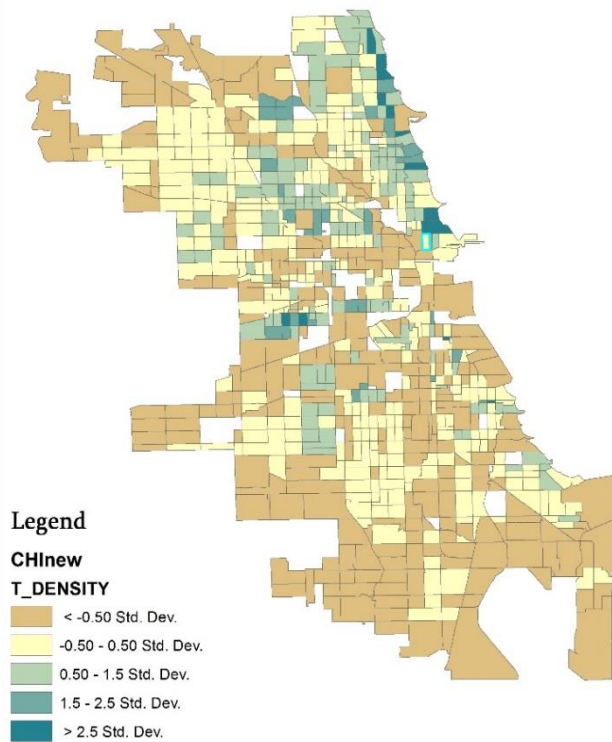 Legend
CHInew
T_DENSITY
< -0.50 Std. Dev.
-0.50 - 0.50 Std. Dev.
0.50 - 1.5 Std. Dev.
1.5 - 2.5 Std. Dev.
> 2.5 Std. Dev.